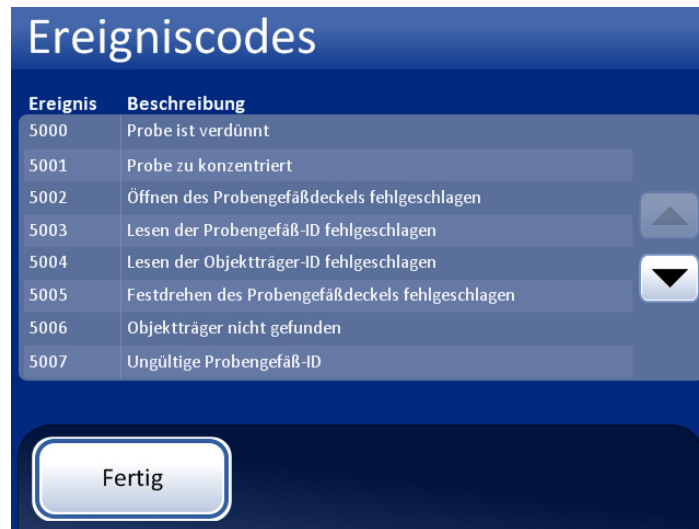 Ereigniscodes
Ereignis Beschreibung
5000 Probe ist verdünnt
5001 Probe zu konzentriert
5002 Öffnen des Probengefäßdeckels fehlgeschlagen
5003 Lesen der Probengefäß-ID fehlgeschlagen
5004 Lesen der Objektträger-ID fehlgeschlagen
5005 Festdrehen des Probengefäßdeckels fehlgeschlagen
5006 Objektträger nicht gefunden
5007 Ungültige Probengefäß-ID
Fertig